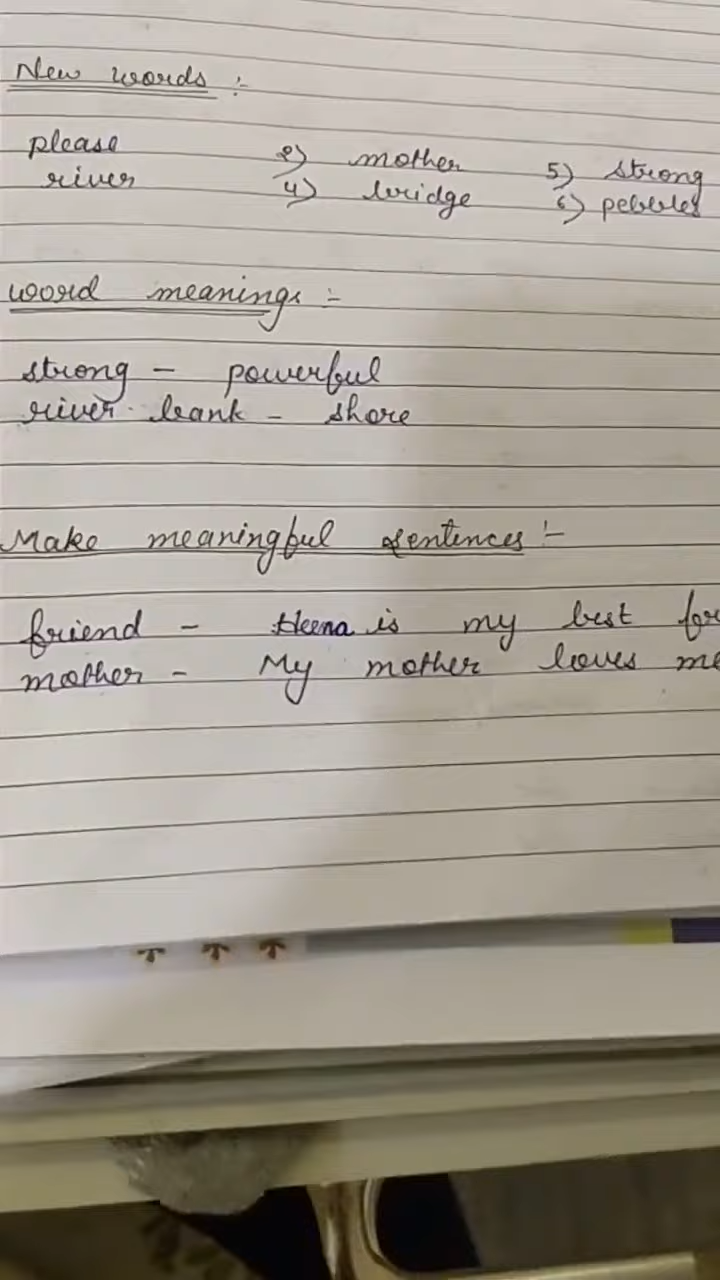 New words :-
please 2) mother 5) strong
river 4) bridge 6) pebbles
word meanings :-
strong - powerful
river bank - shore
Make meaningful sentences :-
friend - Heena is my best
mother - My mother loves me